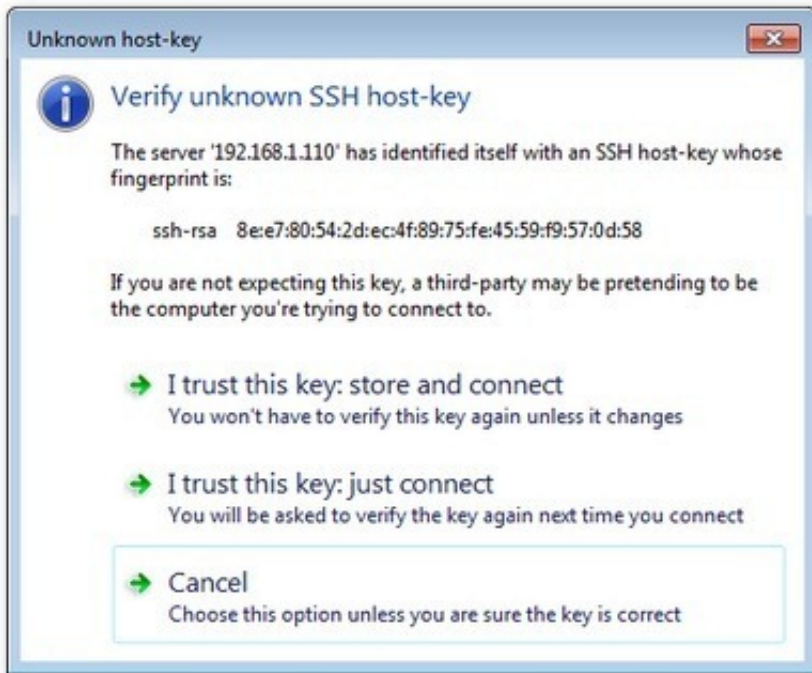 Unknown host-key
Verify unknown SSH host-key
The server '192.168.1.110' has identified itself with an SSH host-key whose
fingerprint is:
ssh-rsa 8e:e7:80:54:2d:ec:4f:89:75:fe:45:59:f9:57:0d:58
If you are not expecting this key, a third-party may be pretending to be
the computer you're trying to connect to.
I trust this key: store and connect
You won't have to verify this key again unless it changes
I trust this key: just connect
You will be asked to verify the key again next time you connect
Cancel
Choose this option unless you are sure the key is correct